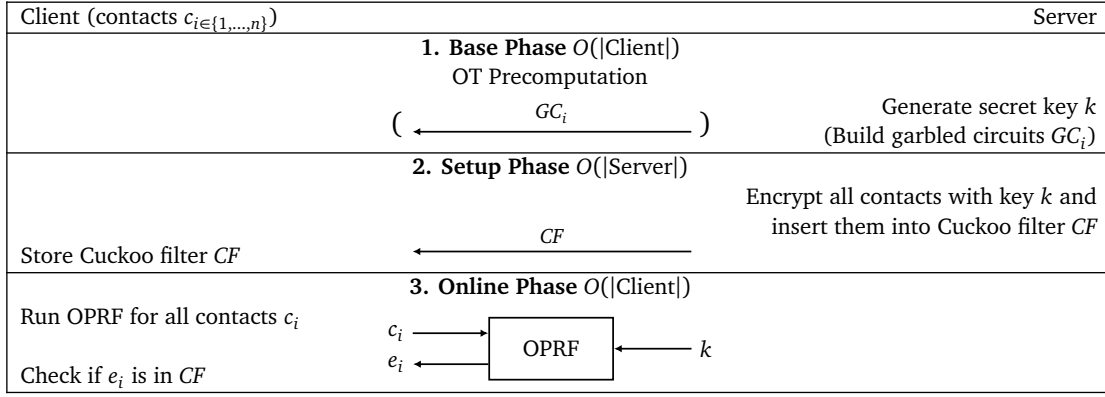 Client (contacts c_{i∈{1,...,n}}) Server
1. Base Phase O(|Client|)
OT Precomputation
Generate secret key k
( GC_i )
(Build garbled circuits GC_i)
2. Setup Phase O(|Server|)
Encrypt all contacts with key k and
insert them into Cuckoo filter CF
CF
Store Cuckoo filter CF
3. Online Phase O(|Client|)
Run OPRF for all contacts c_i
c_i
OPRF k
e_i
Check if e_i is in CF